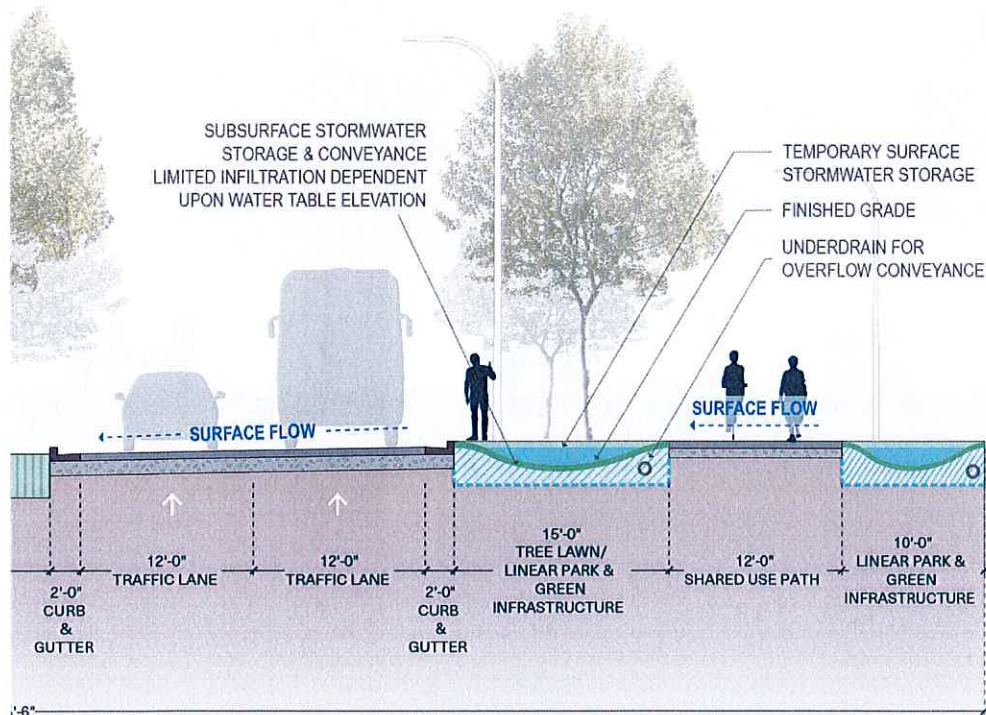 SUBSURFACE STORMWATER
STORAGE & CONVEYANCE
LIMITED INFILTRATION DEPENDENT
UPON WATER TABLE ELEVATION
TEMPORARY SURFACE
STORMWATER STORAGE
FINISHED GRADE
UNDERDRAIN FOR
OVERFLOW CONVEYANCE
SURFACE FLOW
SURFACE FLOW
2'-0"
CURB
&
GUTTER
12'-0"
TRAFFIC LANE
12'-0"
TRAFFIC LANE
2'-0"
CURB
&
GUTTER
15'-0"
TREE LAWN/
LINEAR PARK &
GREEN
INFRASTRUCTURE
12'-0"
SHARED USE PATH
10'-0"
LINEAR PARK &
GREEN
INFRASTRUCTURE
'-6"